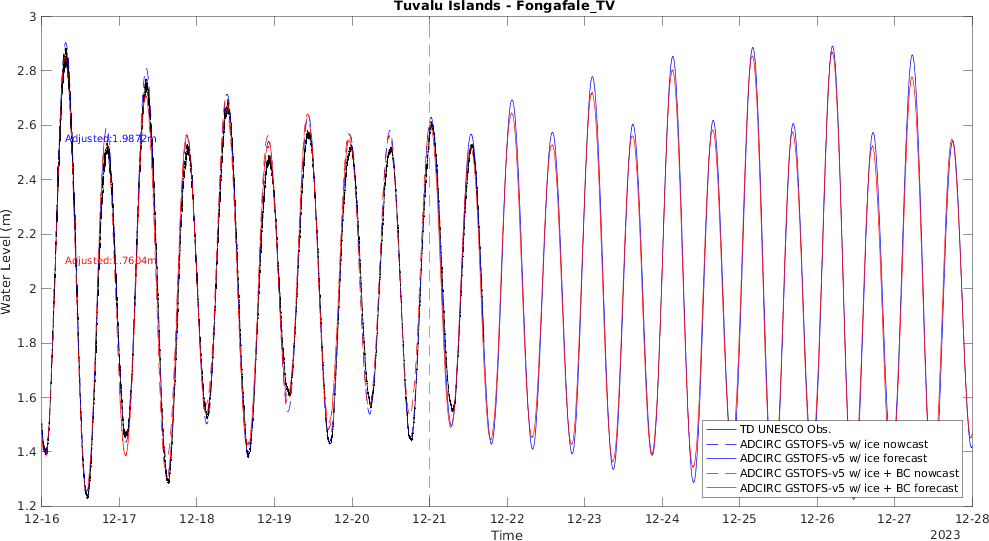 Tuvalu Islands - Fongafale_TV
Water Level (m)
3
2.8
2.6
2.4
2.2
2
1.8
1.6
1.4
1.2
Adjusted:1.9872m
Adjusted:1.7604m
TD UNESCO Obs.
ADCIRC GSTOFS-v5 w/ ice nowcast
ADCIRC GSTOFS-v5 w/ ice forecast
ADCIRC GSTOFS-v5 w/ ice + BC nowcast
ADCIRC GSTOFS-v5 w/ ice + BC forecast
12-16 12-17 12-18 12-19 12-20 12-21 12-22 12-23 12-24 12-25 12-26 12-27 12-28
Time
2023